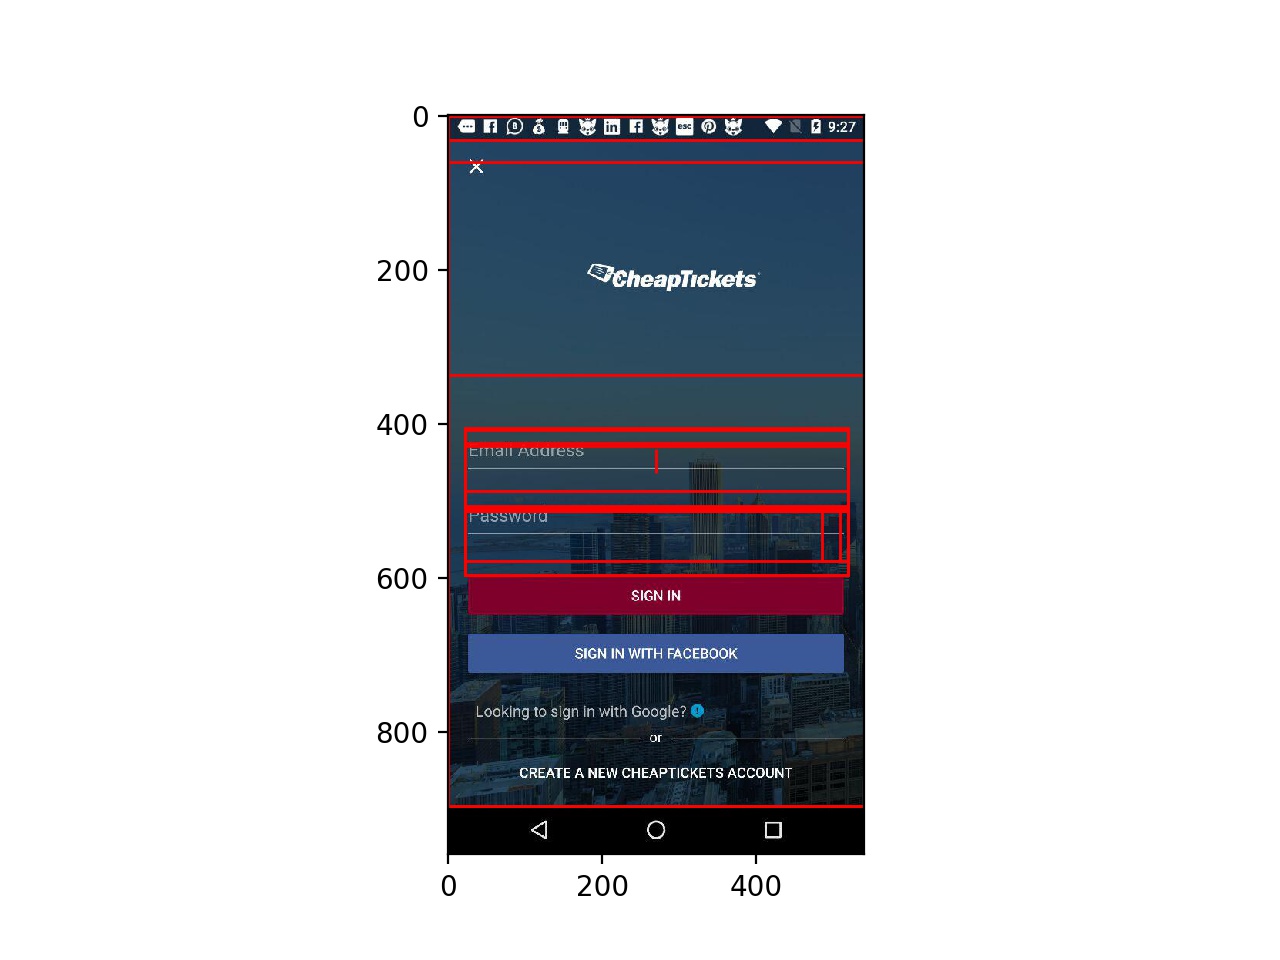 0
esc 9:27
200
CheapTickets
400
Email Address
Password
600
SIGN IN
SIGN IN WITH FACEBOOK
Looking to sign in with Google?
800
or
CREATE A NEW CHEAPTICKETS ACCOUNT
0 200 400